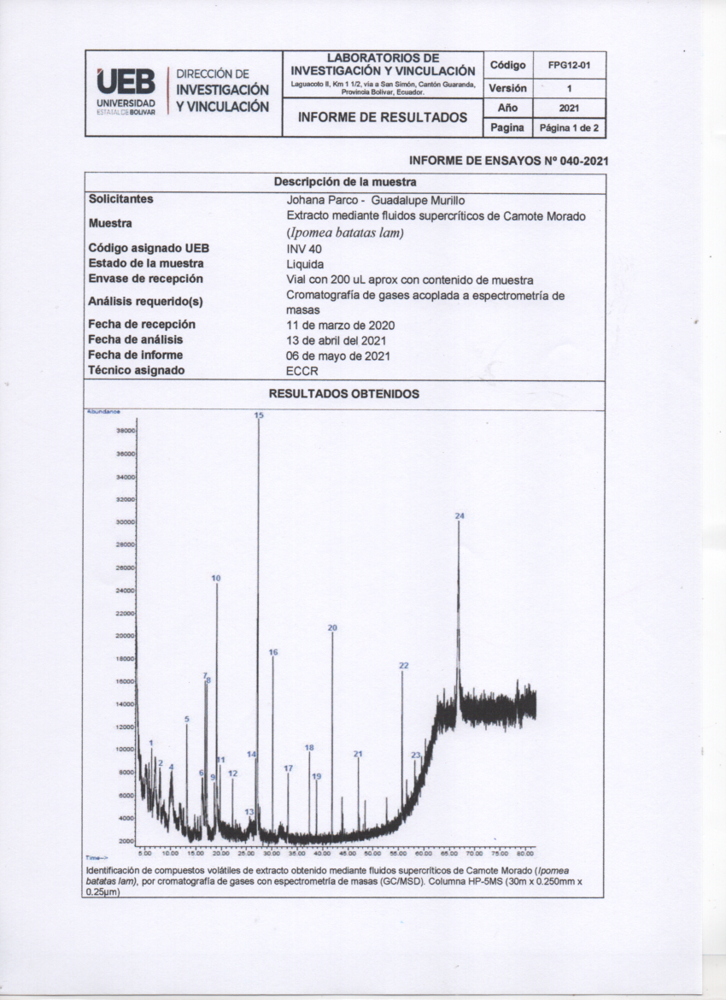 UEB
UNIVERSIDAD
ESTATAL DE BOLIVAR
DIRECCIÓN DE
INVESTIGACIÓN
Y VINCULACIÓN
LABORATORIOS DE
INVESTIGACIÓN Y VINCULACIÓN
Laguacoto II, Km 1 1/2, via a San Simón, Cantón Guaranda,
Provincia Bolivar, Ecuador.
INFORME DE RESULTADOS
Código FPG12-01
Versión 1
Año 2021
Pagina Página 1 de 2
INFORME DE ENSAYOS Nº 040-2021
Descripción de la muestra
Solicitantes Johana Parco - Guadalupe Murillo
Muestra Extracto mediante fluidos supercríticos de Camote Morado
(Ipomea batatas lam)
Código asignado UEB INV 40
Estado de la muestra Liquida
Envase de recepción Vial con 200 uL aprox con contenido de muestra
Análisis requerido(s) Cromatografía de gases acoplada a espectrometría de
masas
Fecha de recepción 11 de marzo de 2020
Fecha de análisis 13 de abril del 2021
Fecha de informe 06 de mayo de 2021
Técnico asignado ECCR
RESULTADOS OBTENIDOS
Abundance
15
38000
36000
34000
32000
30000
24
28000
26000
10
24000
22000
20000
20
18000
16
22
16000
7
8
14000
12000
5
10000
1
14
18
21
23
8000
2
4
6
9
11
12
17
19
6000
4000
13
2000
5.00 10.00 15.00 20.00 25.00 30.00 35.00 40.00 45.00 50.00 55.00 60.00 65.00 70.00 75.00 80.00
Time-->
Identificación de compuestos volátiles de extracto obtenido mediante fluidos supercríticos de Camote Morado (Ipomea
batatas lam), por cromatografía de gases con espectrometría de masas (GC/MSD). Columna HP-5MS (30m x 0.250mm x
0.25µm)